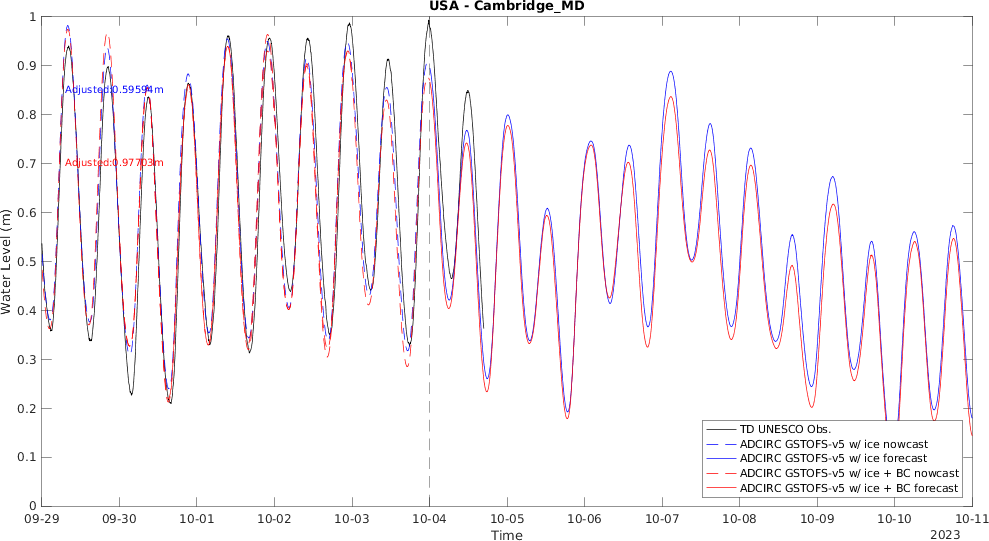 USA - Cambridge_MD
1
0.9
0.8
0.7
0.6
0.5
0.4
0.3
0.2
0.1
0
Water Level (m)
Adjusted:0.59594m
Adjusted:0.97703m
TD UNESCO Obs.
ADCIRC GSTOFS-v5 w/ ice nowcast
ADCIRC GSTOFS-v5 w/ ice forecast
ADCIRC GSTOFS-v5 w/ ice + BC nowcast
ADCIRC GSTOFS-v5 w/ ice + BC forecast
09-29 09-30 10-01 10-02 10-03 10-04 10-05 10-06 10-07 10-08 10-09 10-10 10-11
Time
2023